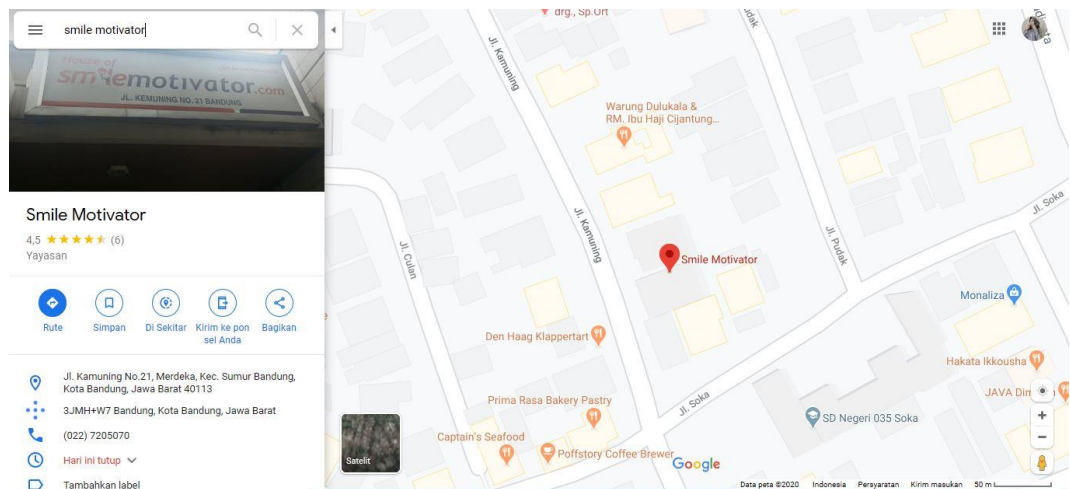 smile motivator
House of
smilemotivator.com
JL. KEMUNING NO.21 BANDUNG
Smile Motivator
4,5 (6)
Yayasan
Rute
Simpan
Di Sekitar
Kirim ke pon
sel Anda
Bagikan
Jl. Kamuning No.21, Merdeka, Kec. Sumur Bandung,
Kota Bandung, Jawa Barat 40113
3JMH+W7 Bandung, Kota Bandung, Jawa Barat
(022) 7205070
Hari ini tutup
Tambahkan label
drg., Sp.Ort
Jl. Kamuning
Warung Dulukala &
RM. Ibu Haji Cijantung...
Jl. Kamuning
Jl. Culan
Jl. Pudak
Jl. Soka
Smile Motivator
Monaliza
Den Haag Klappertart
Hakata Ikkousha
Prima Rasa Bakery Pastry
Jl. Soka
SD Negeri 035 Soka
Captain's Seafood
Poffstory Coffee Brewer
Satelit
Google
Data peta ©2020
Indonesia
Persyaratan
Kirim masukan
50 m